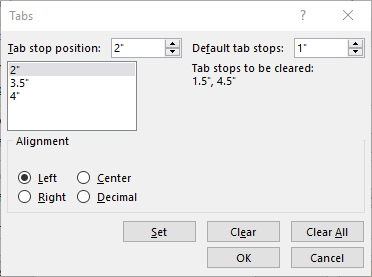 Tabs
Tab stop position: 2"
Default tab stops: 1"
2"
3.5"
4"
Tab stops to be cleared:
1.5", 4.5"
Alignment
Left Center
Right Decimal
Set Clear Clear All
OK Cancel